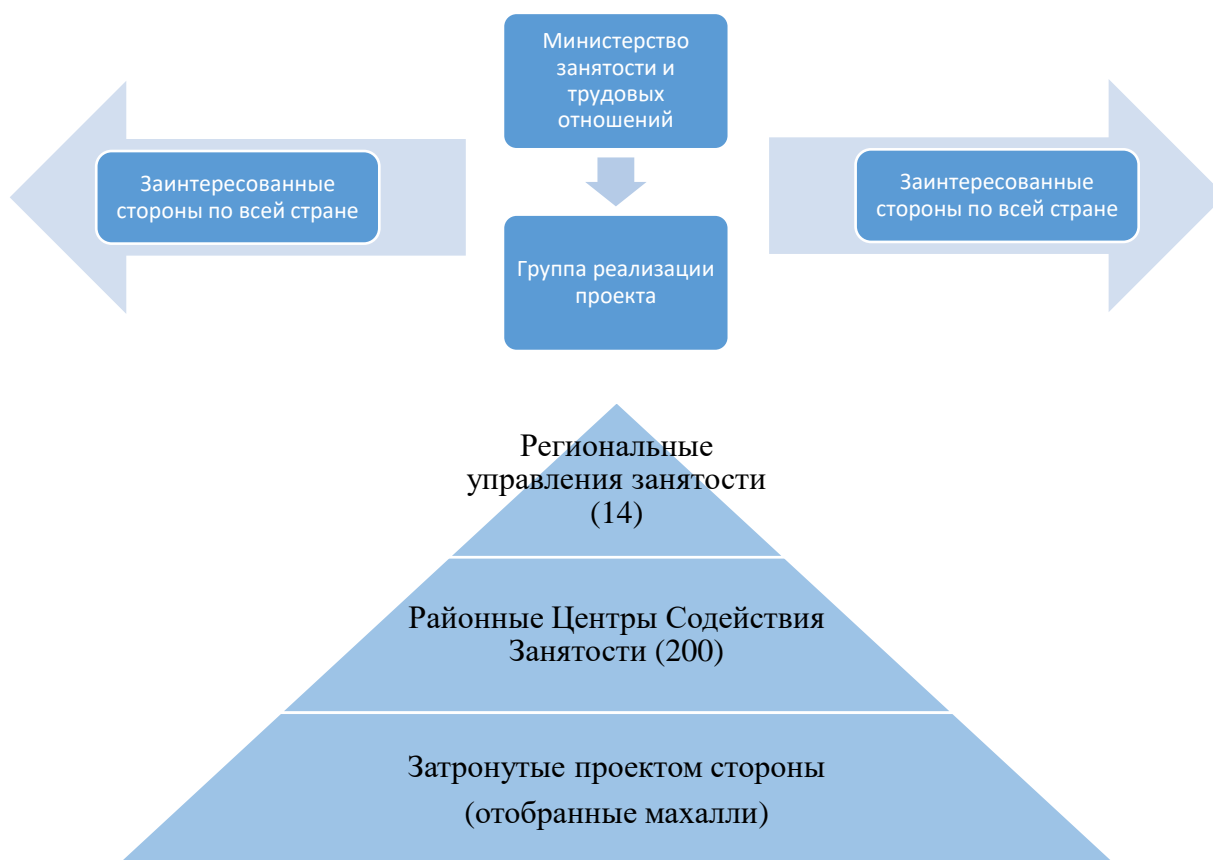 Министерство
занятости и
трудовых
отношений
Заинтересованные
стороны по всей стране
Заинтересованные
стороны по всей стране
Группа реализации
проекта
Региональные
управления занятости
(14)
Районные Центры Содействия
Занятости (200)
Затронутые проектом стороны
(отобранные махалли)